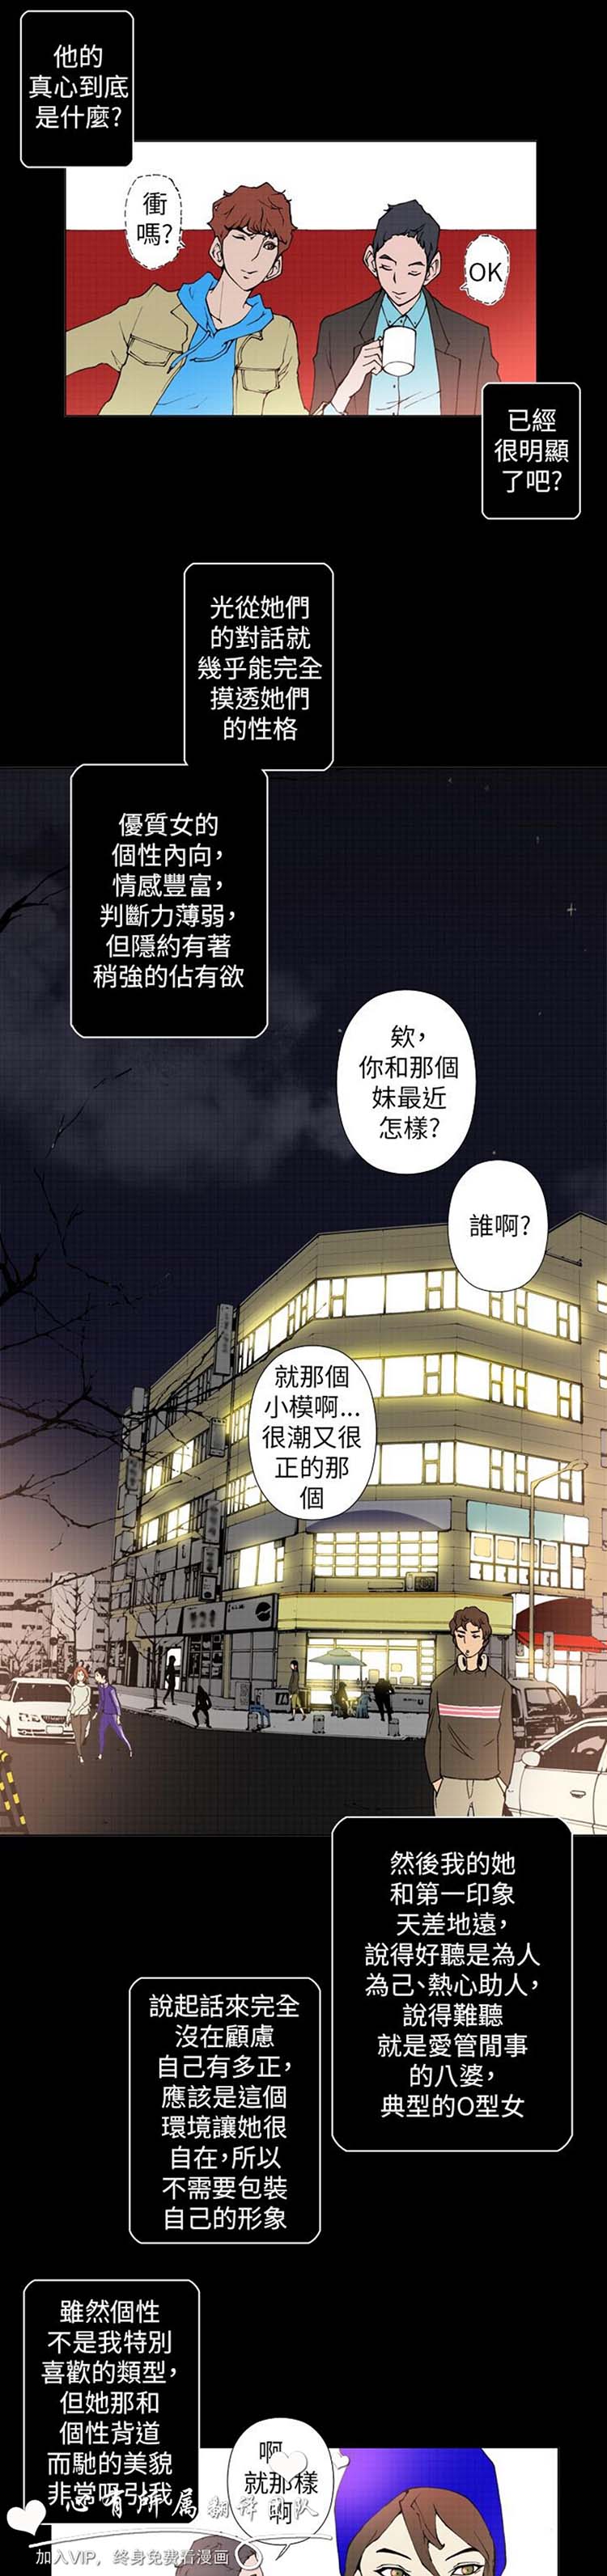 他的
真心到底
是什麼?
衝
嗎?
OK
已經
很明顯
了吧?
光從她們
的對話就
幾乎能完全
摸透她們
的性格
優質女的
個性內向,
情感豐富,
判斷力薄弱,
但隱約有著
稍強的佔有欲
欸,
你和那個
妹最近
怎樣?
誰啊?
就那個
小模啊...
很潮又很
正的那
個
然後我的她
和第一印象
天差地遠,
說得好聽是為人
為己、熱心助人,
說得難聽
就是愛管閒事
的八婆,
典型的O型女
說起話來完全
沒在顧慮
自己有多正,
應該是這個
環境讓她很
自在,所以
不需要包裝
自己的形象
雖然個性
不是我特別
喜歡的類型,
但她那和
個性背道
而馳的美貌
非常吸引我
啊
就那樣
啊
心有所属翻译团队
加入VIP，终身免费看漫画